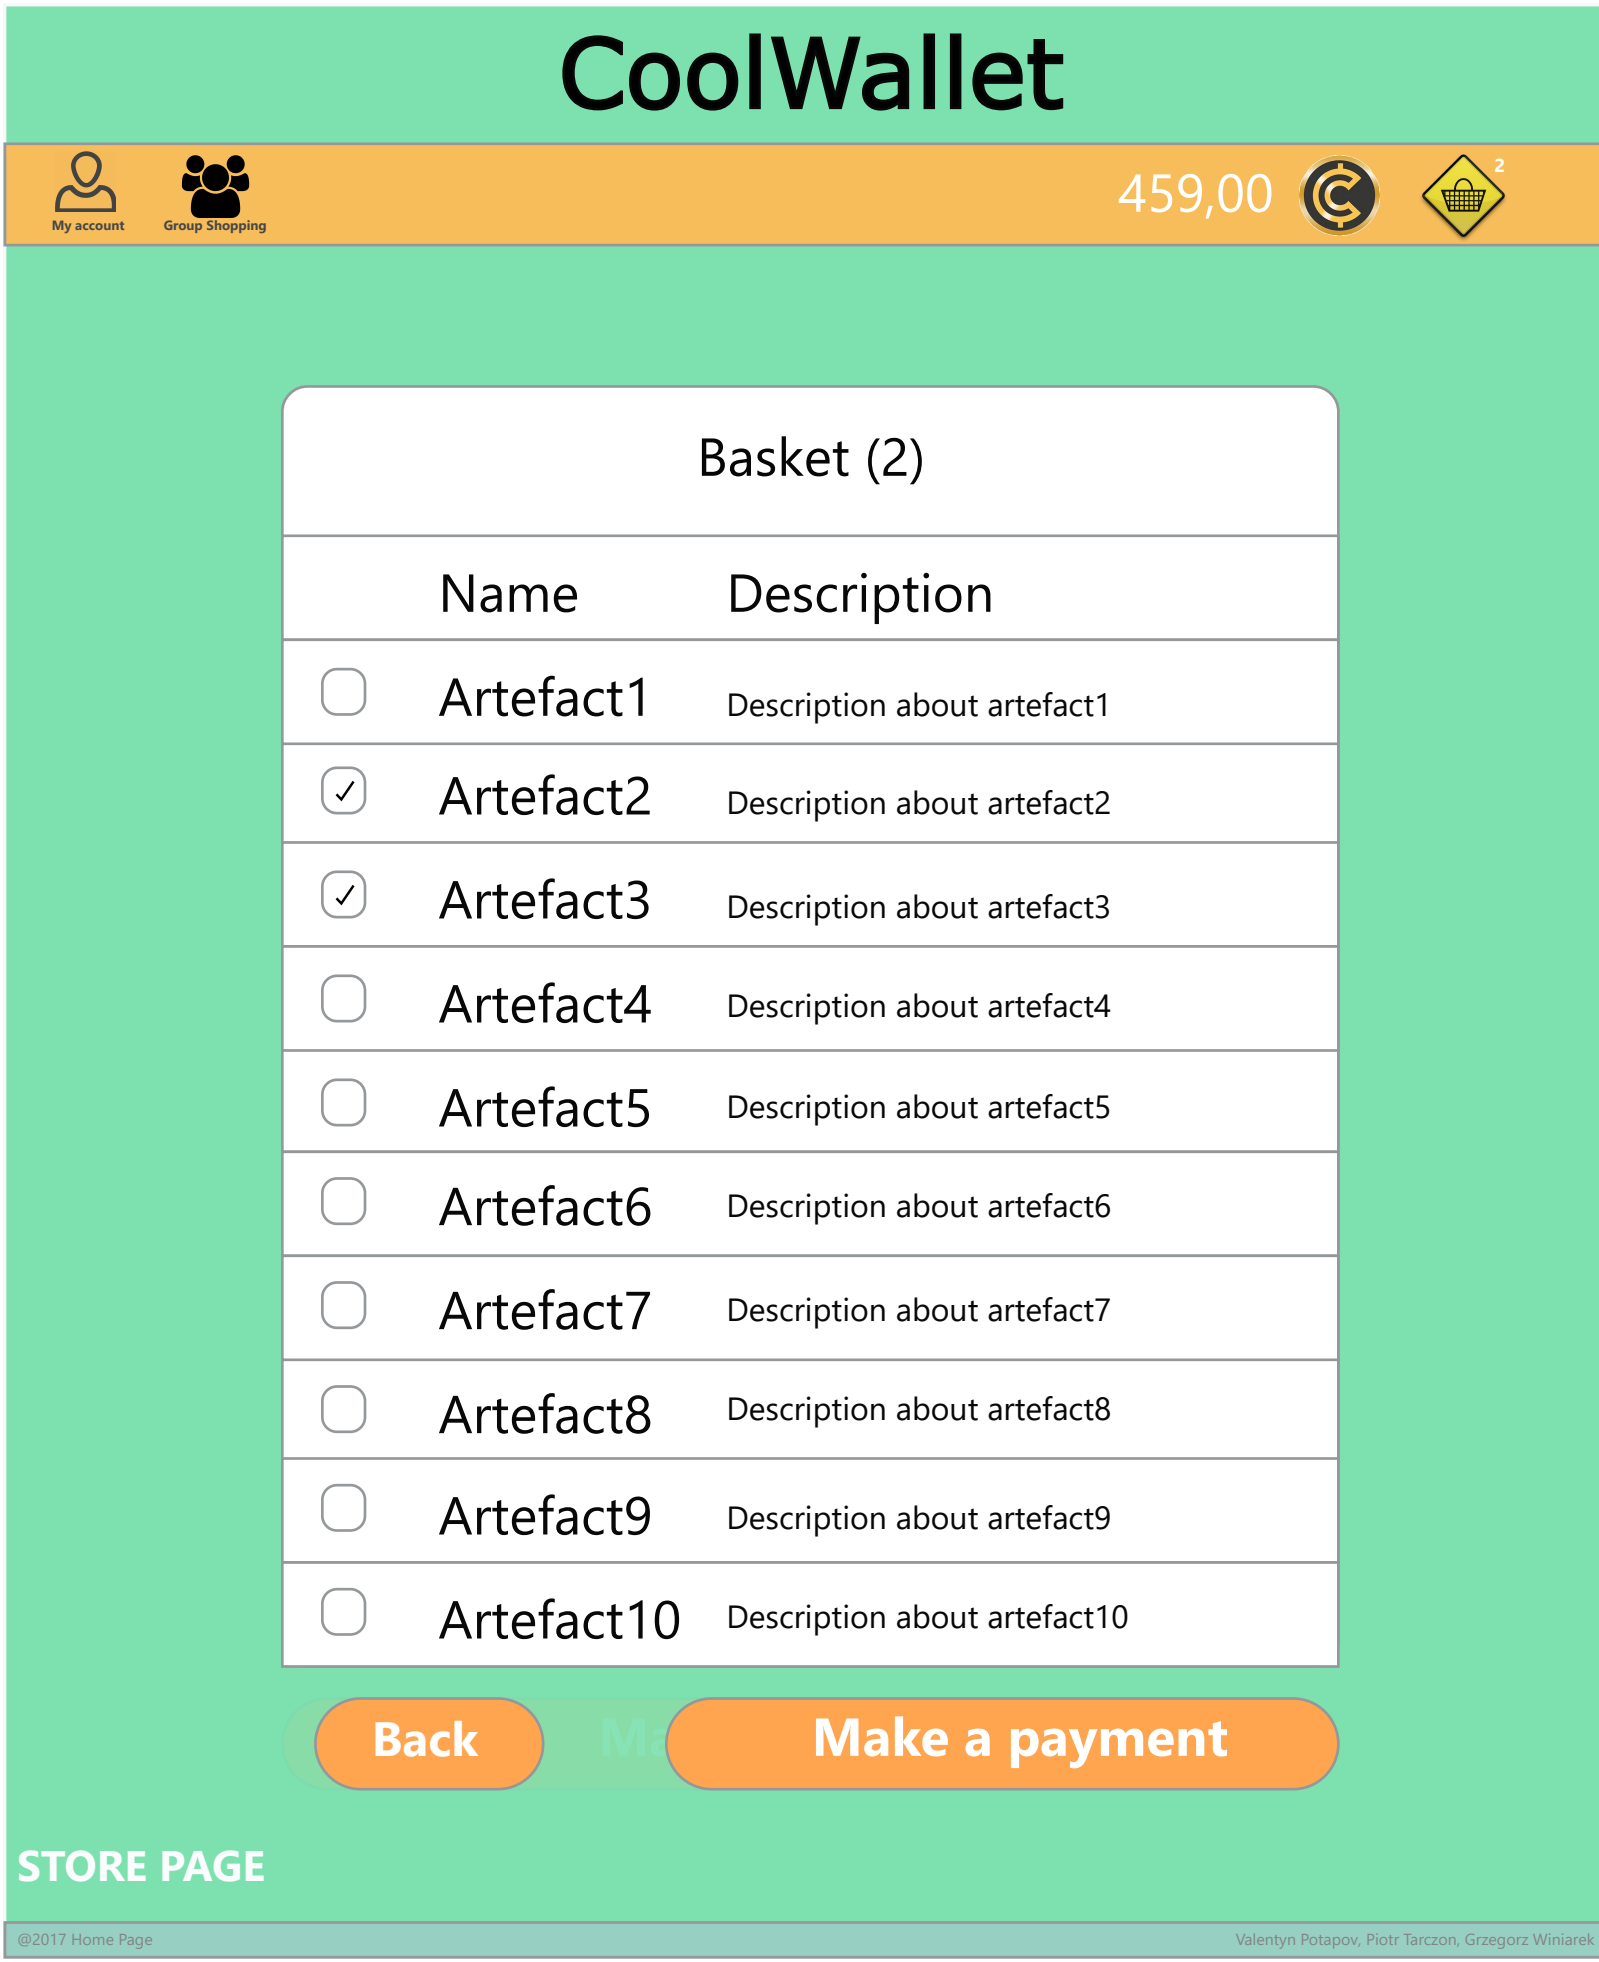 CoolWallet
My account
Group Shopping
459,00
2
Basket (2)
Name Description
Artefact1 Description about artefact1
Artefact2 Description about artefact2
Artefact3 Description about artefact3
Artefact4 Description about artefact4
Artefact5 Description about artefact5
Artefact6 Description about artefact6
Artefact7 Description about artefact7
Artefact8 Description about artefact8
Artefact9 Description about artefact9
Artefact10 Description about artefact10
Back
Make a payment
STORE PAGE
@2017 Home Page
Valentyn Potapov, Piotr Tarczon, Grzegorz Winiarek